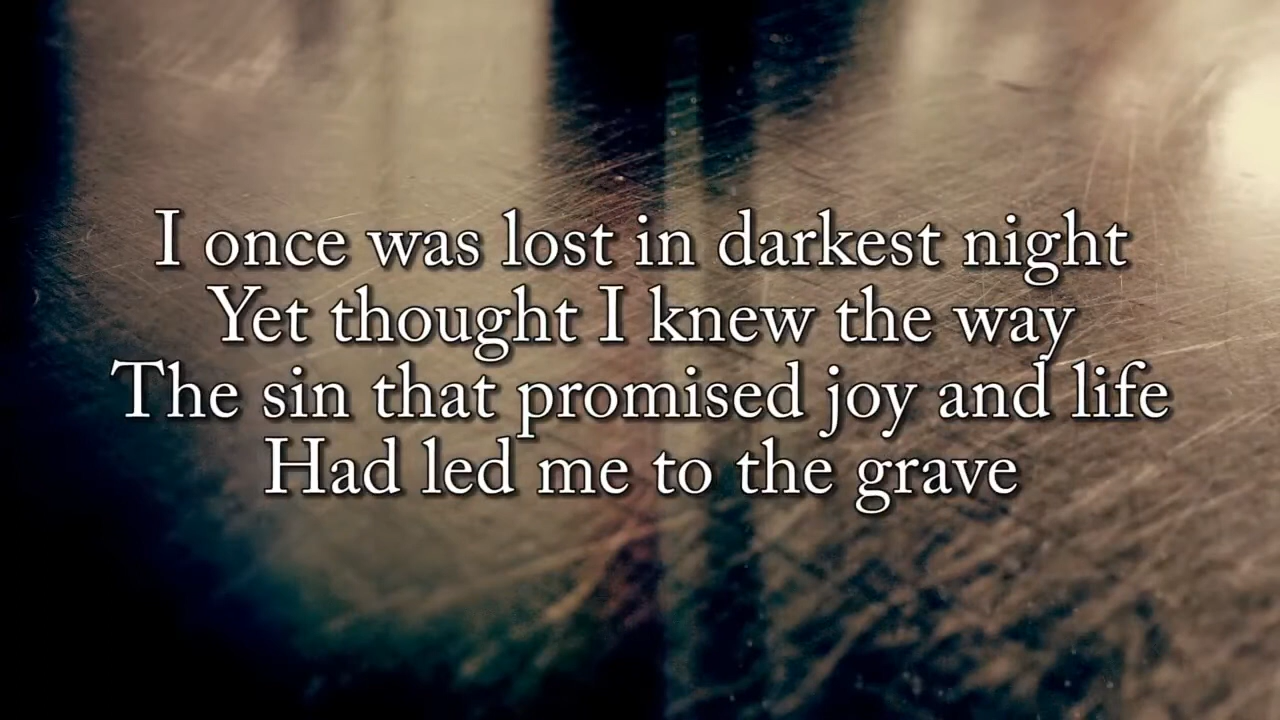 I once was lost in darkest night
Yet thought I knew the way
The sin that promised joy and life
Had led me to the grave